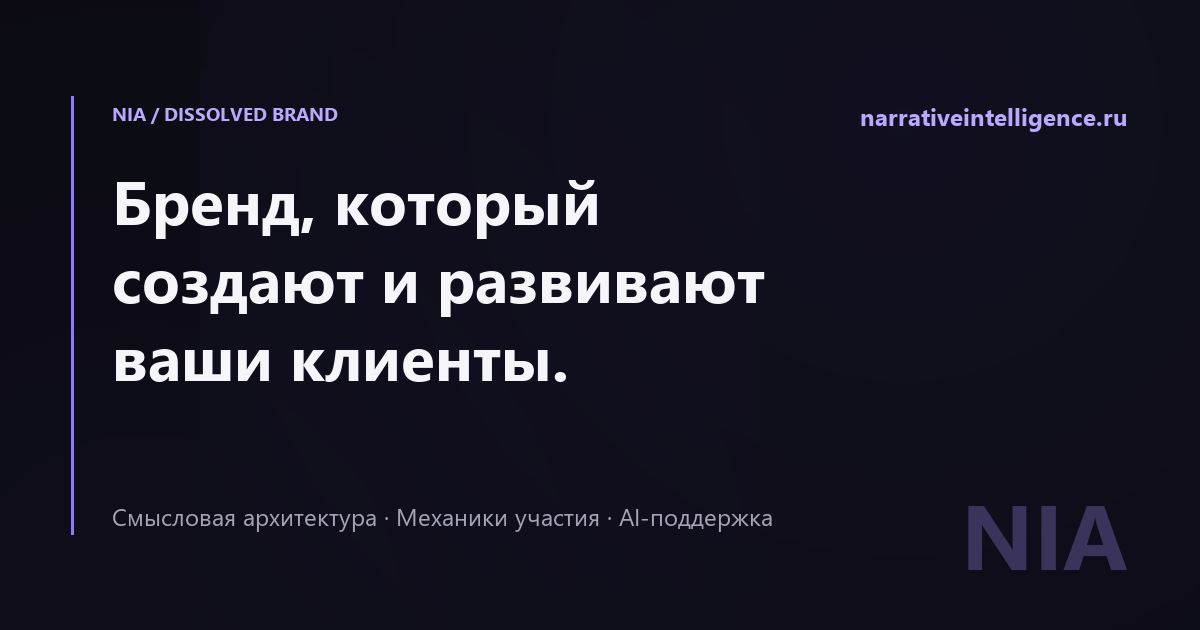 NIA / DISSOLVED BRAND
narrativeintelligence.ru
Бренд, который
создают и развивают
ваши клиенты.
Смысловая архитектура · Механики участия · AI-поддержка
NIA